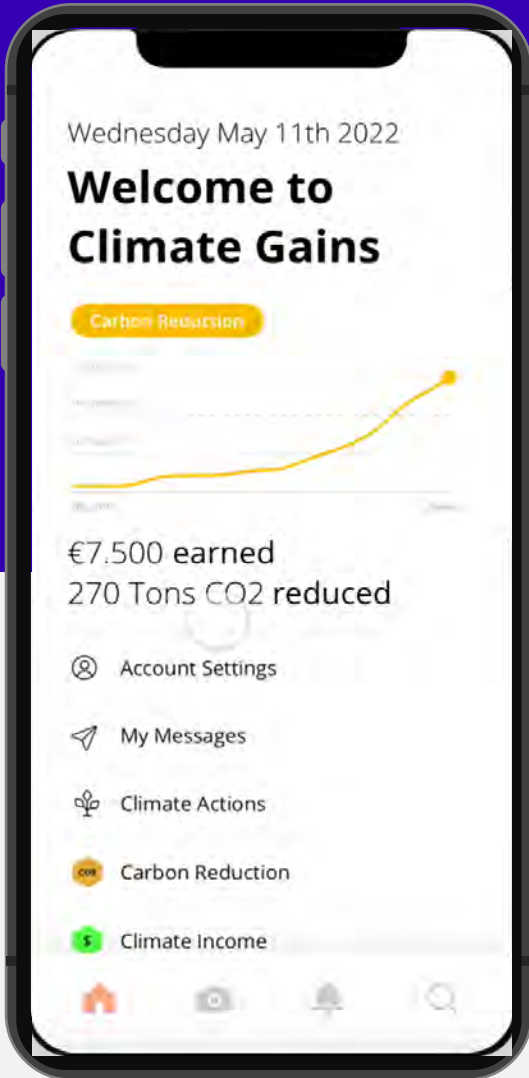 Wednesday May 11th 2022
Welcome to
Climate Gains
Carbon Reduction
€7.500 earned
270 Tons CO2 reduced
Account Settings
My Messages
Climate Actions
Carbon Reduction
$ Climate Income